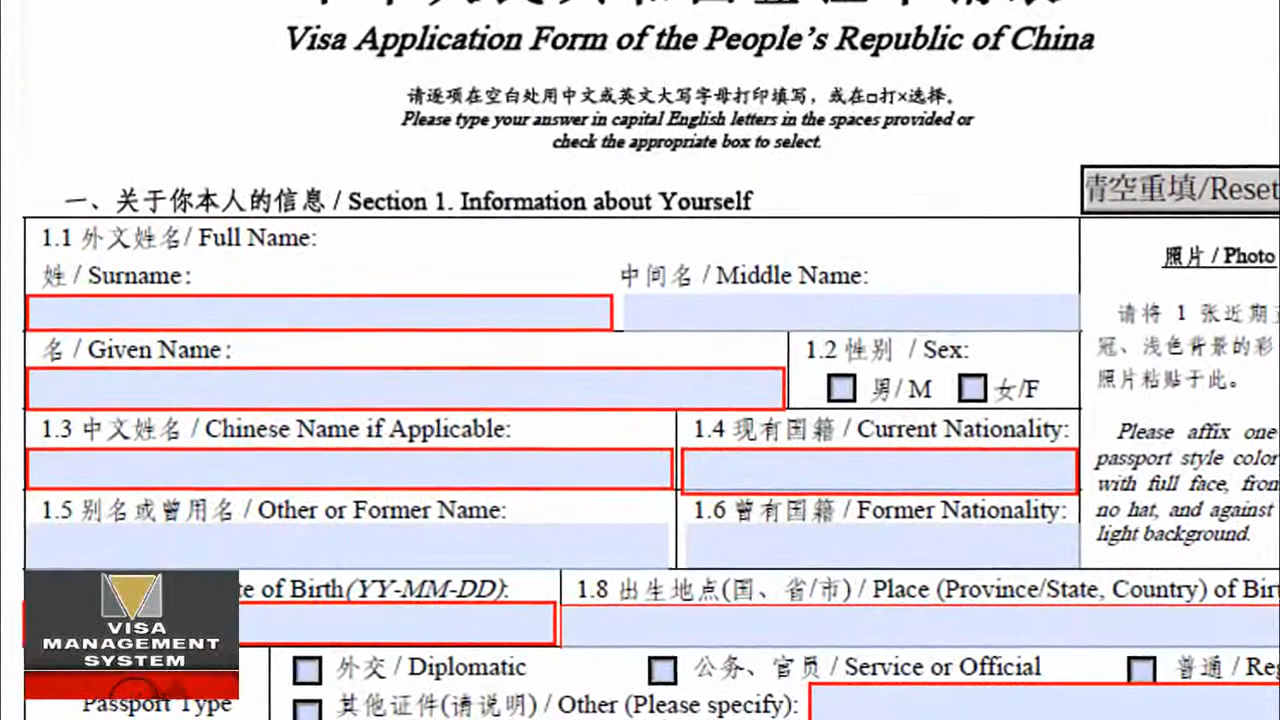 Visa Application Form of the People's Republic of China
请逐项在空白处用中文或英文大写字母打印填写，或在□打×选择。
Please type your answer in capital English letters in the spaces provided or
check the appropriate box to select.
清空重填/Reset
一、关于你本人的信息 / Section 1. Information about Yourself
1.1 外文姓名/ Full Name:
姓 / Surname:
中间名 / Middle Name:
名 / Given Name:
1.2 性别 / Sex:
男/ M
女/F
1.3 中文姓名 / Chinese Name if Applicable:
1.4 现有国籍 / Current Nationality:
1.5 别名或曾用名 / Other or Former Name:
1.6 曾有国籍 / Former Nationality:
照片 / Photo
请将 1 张近期
冠、浅色背景的彩
照片粘贴于此。
Please affix one
passport style color
with full face, from
no hat, and against
light background.
te of Birth(YY-MM-DD):
1.8 出生地点(国、省/市) / Place (Province/State, Country) of Birt
VISA
MANAGEMENT
SYSTEM
Passport Type
外交 / Diplomatic
公务、官员 / Service or Official
普通 / Reg
其他证件(请说明) / Other (Please specify):